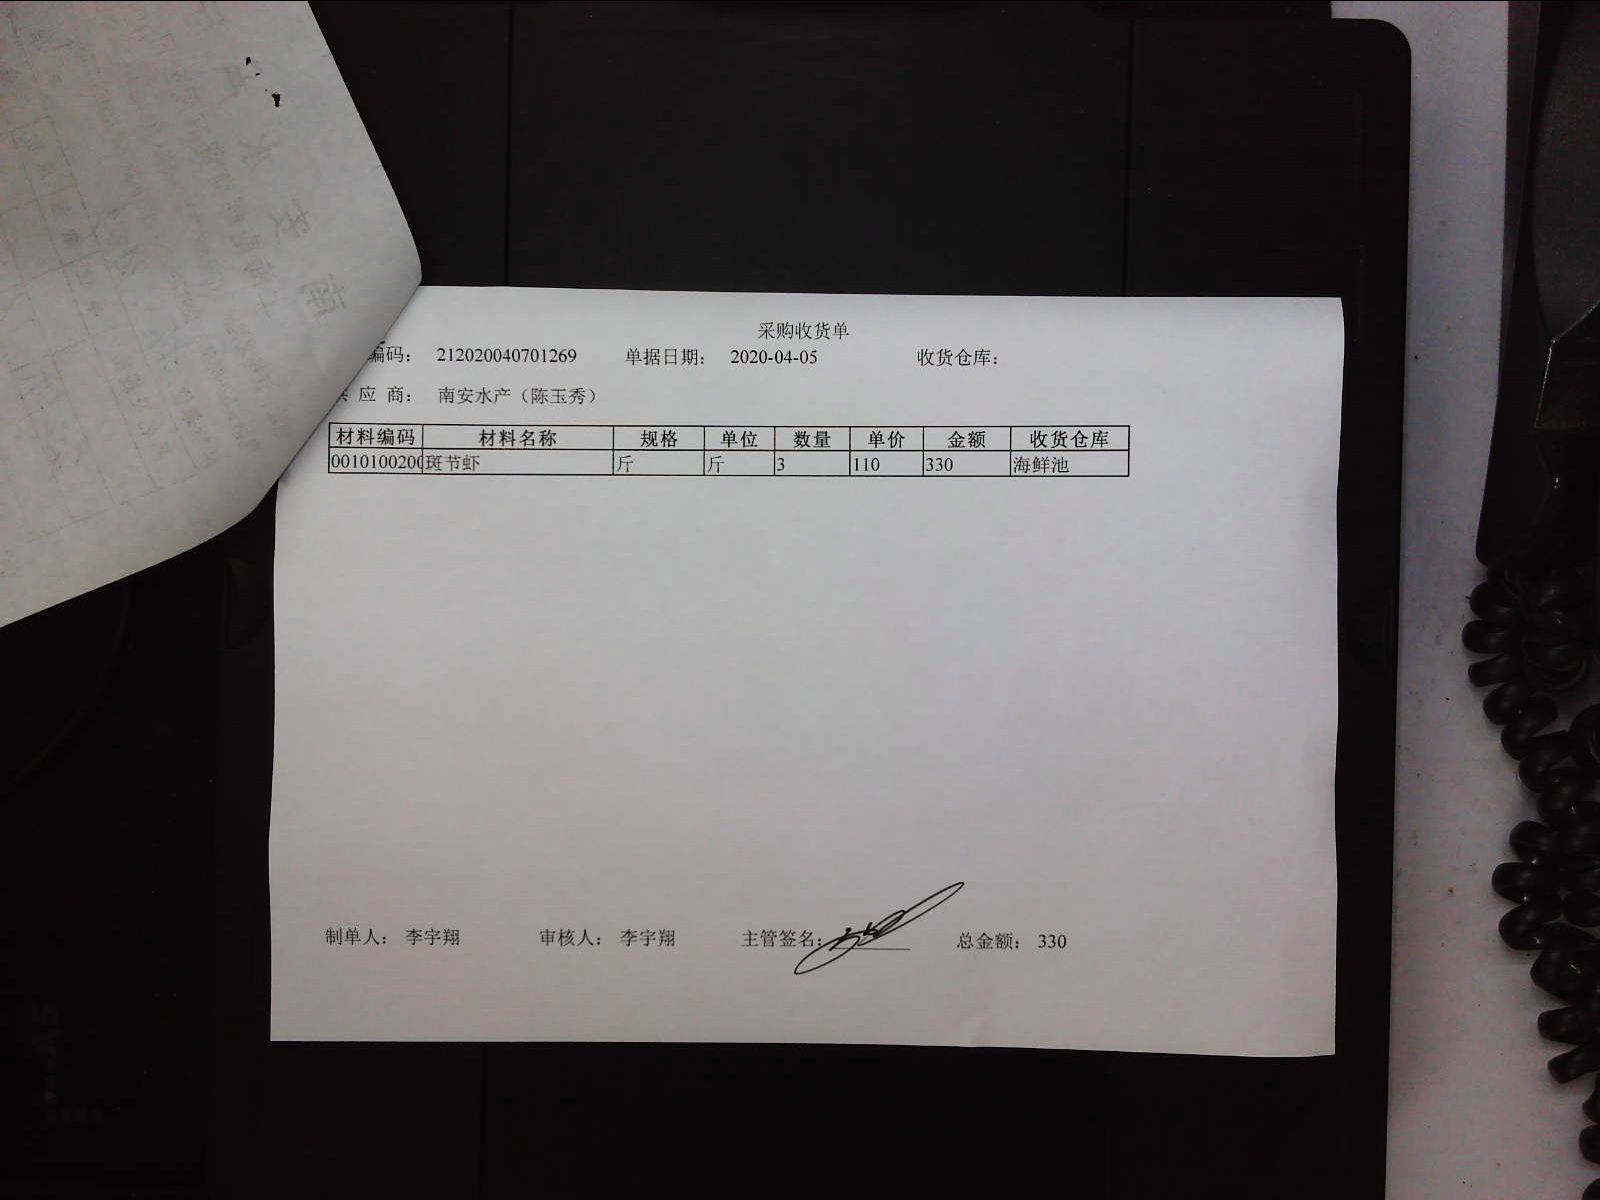 采购收货单
编码： 212020040701269 单据日期： 2020-04-05 收货仓库：
应 商： 南安水产（陈玉秀）
材料编码 材料名称 规格 单位 数量 单价 金额 收货仓库
0010100200 斑节虾 斤 斤 3 110 330 海鲜池
制单人： 李宇翔 审核人： 李宇翔 主管签名： 总金额： 330